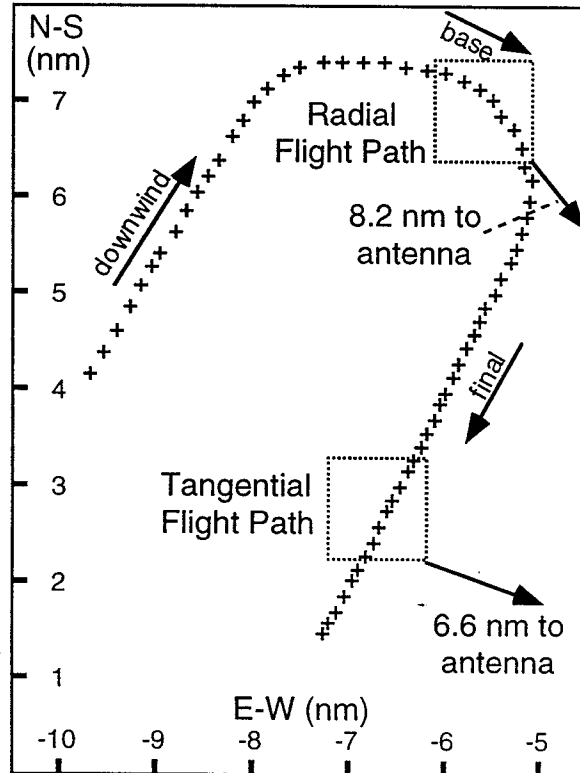 N-S
(nm)
base
7
Radial
Flight Path
6
downwind
8.2 nm to
antenna
5
4
final
3
Tangential
Flight Path
2
6.6 nm to
antenna
1
E-W (nm)
-10 -9 -8 -7 -6 -5